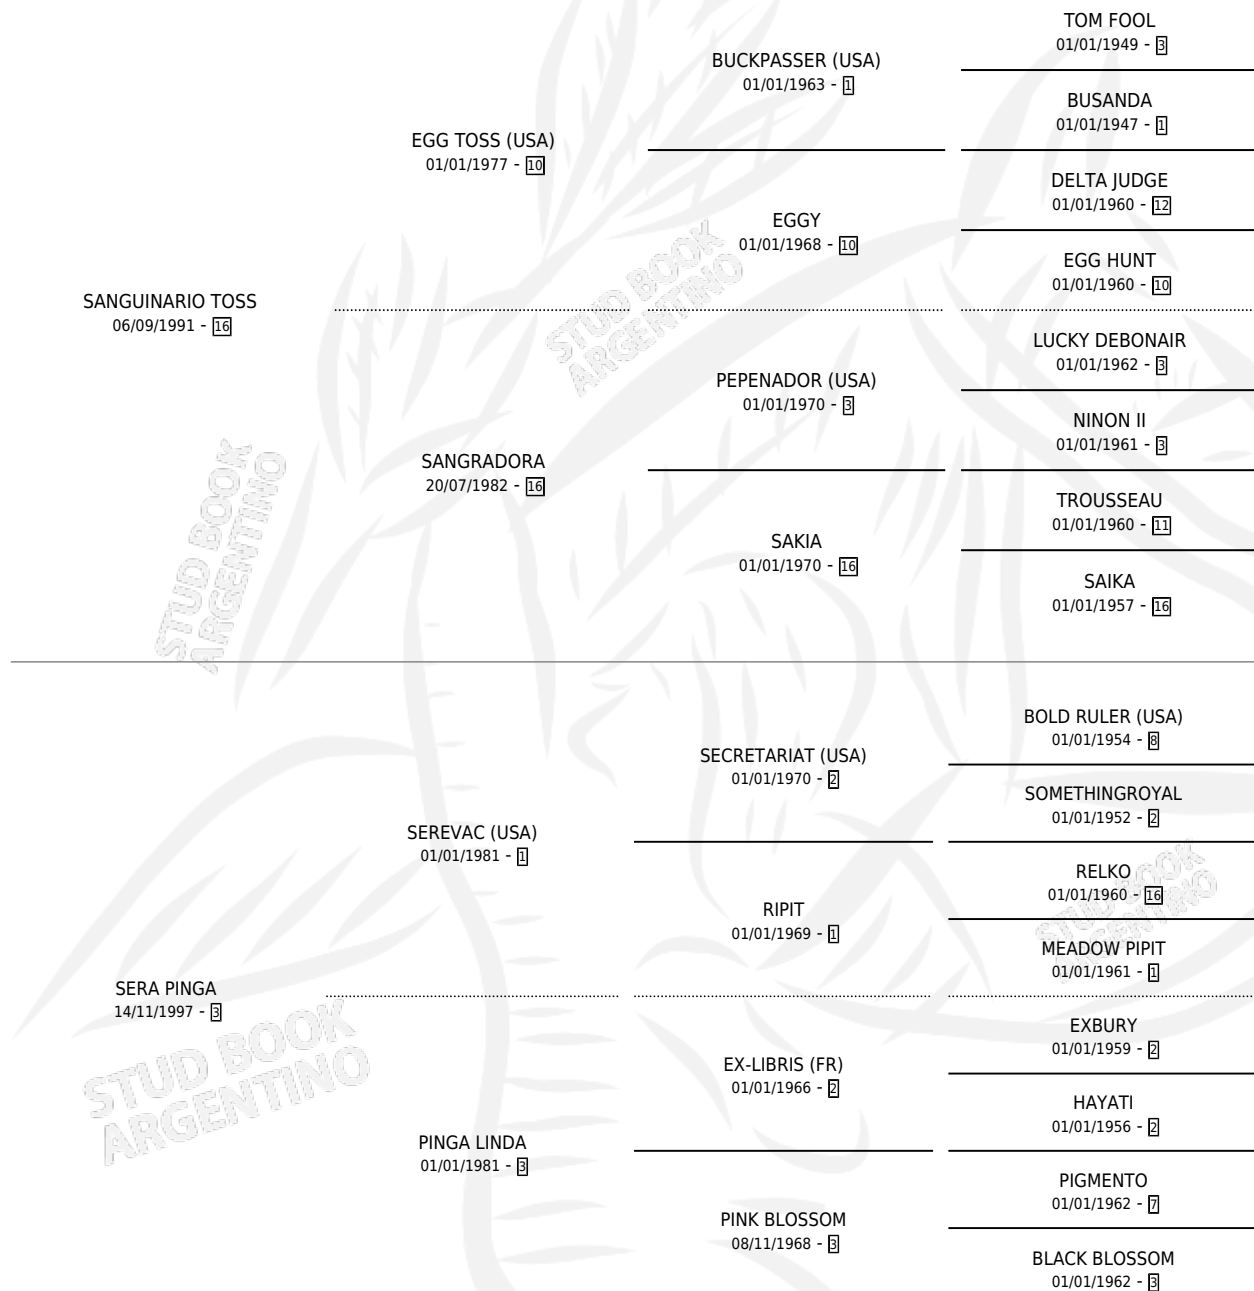 TOM FOOL
01/01/1949 - 3
BUCKPASSER (USA)
01/01/1963 - 1
BUSANDA
01/01/1947 - 1
EGG TOSS (USA)
01/01/1977 - 10
DELTA JUDGE
01/01/1960 - 12
EGGY
01/01/1968 - 10
EGG HUNT
01/01/1960 - 10
SANGUINARIO TOSS
06/09/1991 - 16
STUD BOOK
ARGENTINO
LUCKY DEBONAIR
01/01/1962 - 3
PEPENADOR (USA)
01/01/1970 - 3
NINON II
01/01/1961 - 3
SANGRADORA
20/07/1982 - 16
TROUSSEAU
01/01/1960 - 11
SAKIA
01/01/1970 - 16
SAIKA
01/01/1957 - 16
STUD BOOK
ARGENTINO
BOLD RULER (USA)
01/01/1954 - 8
SECRETARIAT (USA)
01/01/1970 - 2
SOMETHINGROYAL
01/01/1952 - 2
SEREVAC (USA)
01/01/1981 - 1
RELKO
01/01/1960 - 16
STUD BOOK
ARGENTINO
RIPIT
01/01/1969 - 1
MEADOW PIPIT
01/01/1961 - 1
SERA PINGA
14/11/1997 - 3
STUD BOOK
ARGENTINO
EXBURY
01/01/1959 - 2
EX-LIBRIS (FR)
01/01/1966 - 2
HAYATI
01/01/1956 - 2
PINGA LINDA
01/01/1981 - 3
PIGMENTO
01/01/1962 - 7
PINK BLOSSOM
08/11/1968 - 3
BLACK BLOSSOM
01/01/1962 - 3